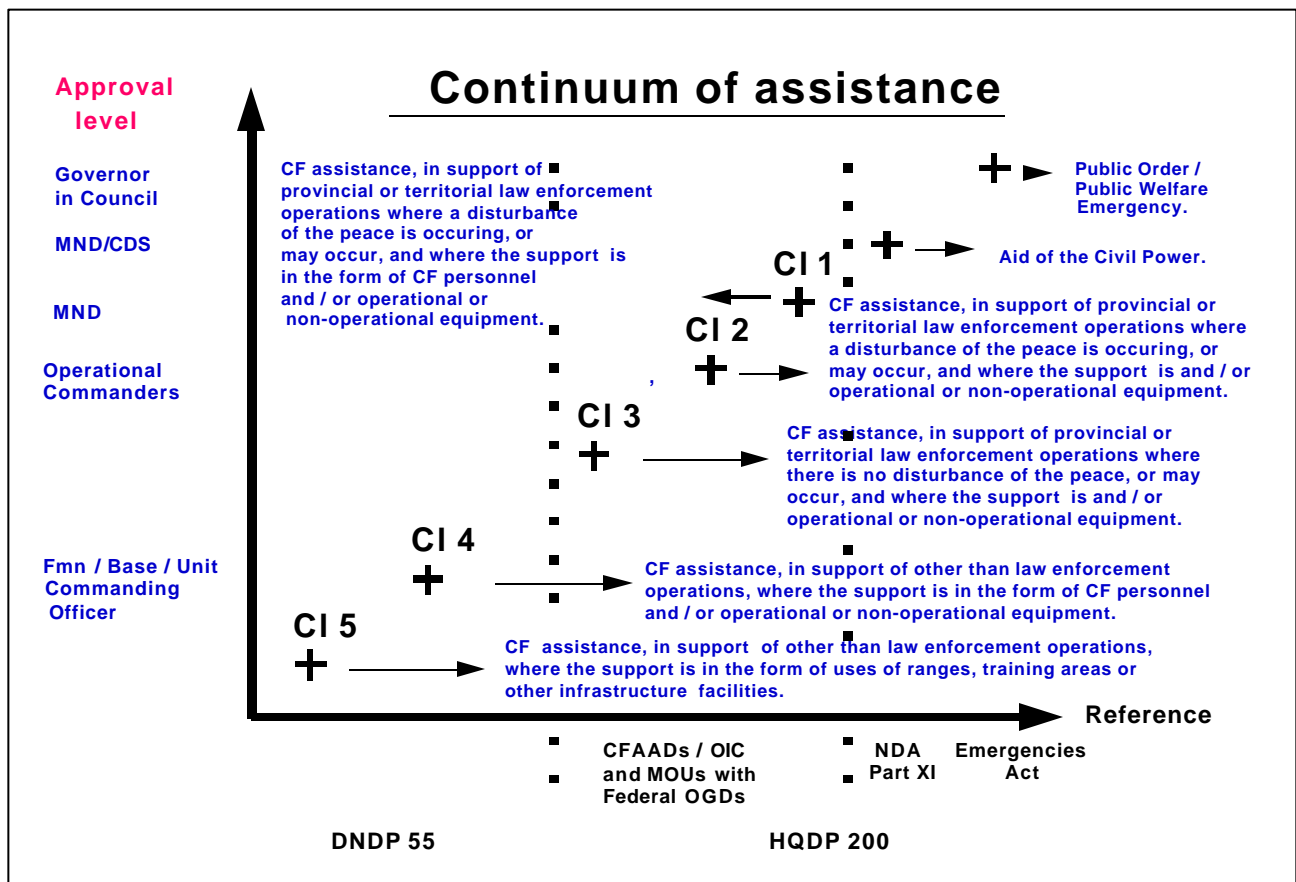 Continuum of assistance
Approval
level
Governor
in Council
MND/CDS
MND
Operational
Commanders
Fmn / Base / Unit
Commanding
Officer
CF assistance, in support of
provincial or territorial law enforcement
operations where a disturbance
of the peace is occuring, or
may occur, and where the support is
in the form of CF personnel
and / or operational or
non-operational equipment.
Public Order /
Public Welfare
Emergency.
Aid of the Civil Power.
CI 1
CI 2
CF assistance, in support of provincial or
territorial law enforcement operations where
a disturbance of the peace is occuring, or
may occur, and where the support is and / or
operational or non-operational equipment.
,
CI 3
CF assistance, in support of provincial or
territorial law enforcement operations where
there is no disturbance of the peace, or may
occur, and where the support is and / or
operational or non-operational equipment.
CI 4
CF assistance, in support of other than law enforcement
operations, where the support is in the form of CF personnel
and / or operational or non-operational equipment.
CI 5
CF assistance, in support of other than law enforcement operations,
where the support is in the form of uses of ranges, training areas or
other infrastructure facilities.
Reference
CFAADs / OIC
and MOUs with
Federal OGDs
NDA
Part XI
Emergencies
Act
DNDP 55
HQDP 200